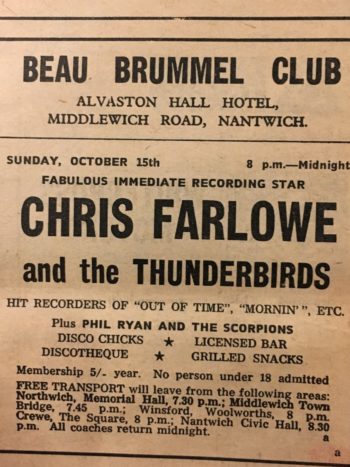 BEAU BRUMMEL CLUB
ALVASTON HALL HOTEL,
MIDDLEWICH ROAD, NANTWICH.
SUNDAY, OCTOBER 15th 8 p.m.—Midnight
FABULOUS IMMEDIATE RECORDING STAR
CHRIS FARLOWE
and the THUNDERBIRDS
HIT RECORDERS OF "OUT OF TIME", "MORNIN'", ETC.
Plus PHIL RYAN AND THE SCORPIONS
DISCO CHICKS ★ LICENSED BAR
DISCOTHEQUE ★ GRILLED SNACKS
Membership 5/- year. No person under 18 admitted
FREE TRANSPORT will leave from the following areas:
Northwich, Memorial Hall, 7.30 p.m.; Middlewich Town
Bridge, 7.45 p.m.; Winsford, Woolworths, 8 p.m.
Crewe, The Square, 8 p.m.; Nantwich Civic Hall, 8.30
p.m. All coaches return midnight. a
a